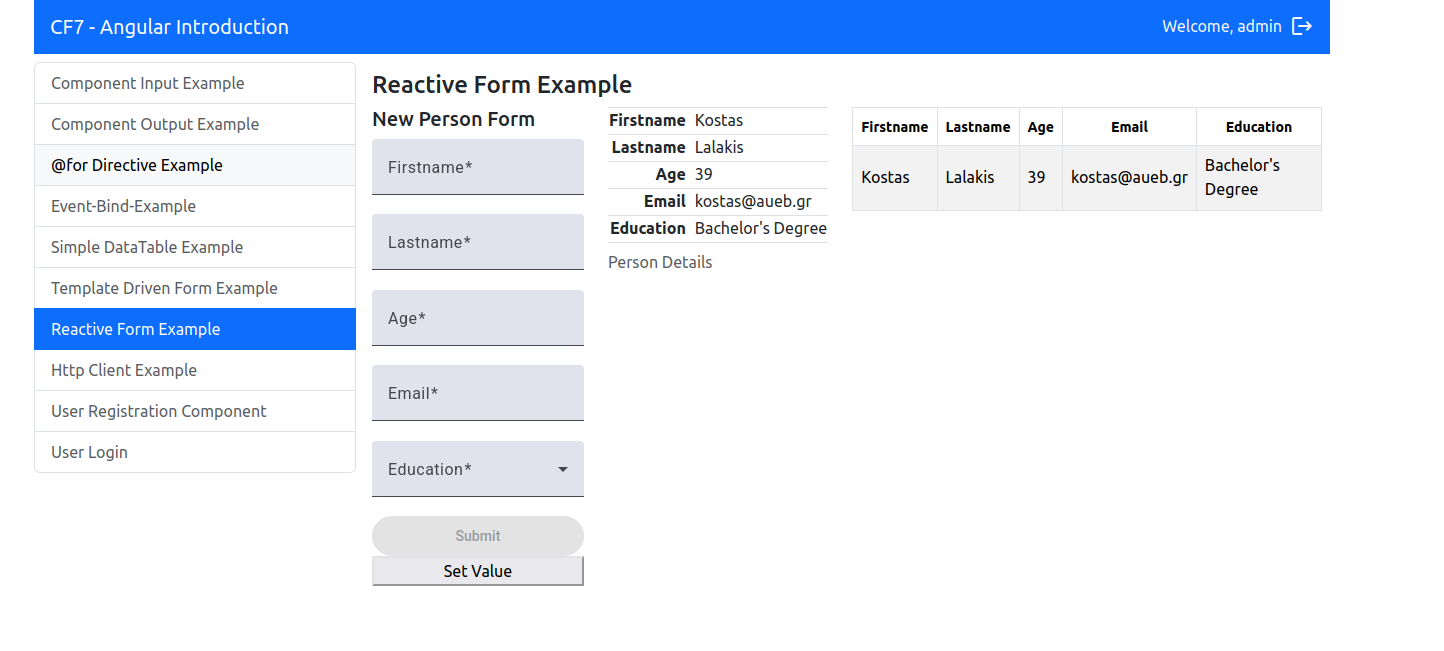 CF7 - Angular Introduction
Welcome, admin
Component Input Example
Component Output Example
@for Directive Example
Event-Bind-Example
Simple DataTable Example
Template Driven Form Example
Reactive Form Example
Http Client Example
User Registration Component
User Login
Reactive Form Example
New Person Form
Firstname*
Lastname*
Age*
Email*
Education*
Submit
Set Value
Firstname Kostas
Lastname Lalakis
Age 39
Email kostas@aueb.gr
Education Bachelor's Degree
Person Details
Firstname Lastname Age Email Education
Kostas Lalakis 39 kostas@aueb.gr Bachelor's
Degree